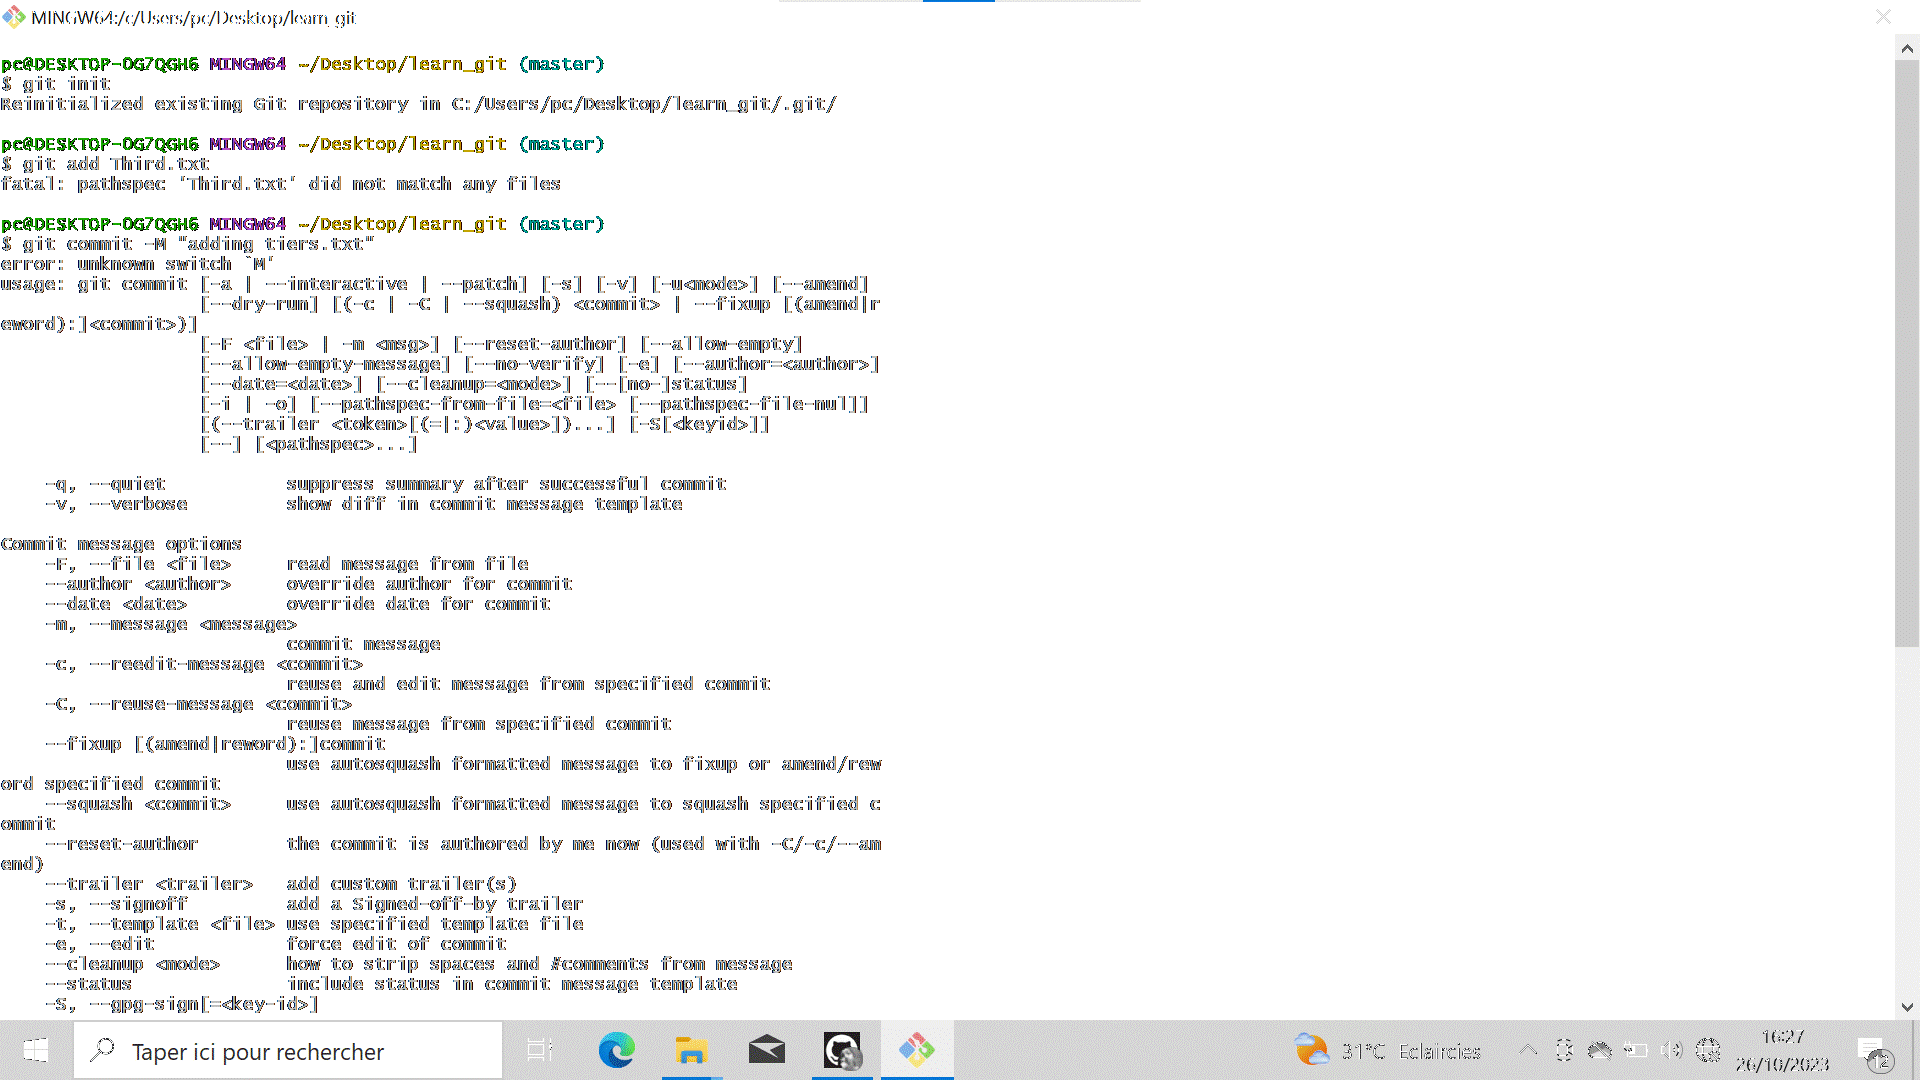 MINGW64:/c/Users/pc/Desktop/learn_git
pc@DESKTOP-OG7QGH6 MINGW64 ~/Desktop/learn_git (master)
$ git init
Reinitialized existing Git repository in C:/Users/pc/Desktop/learn_git/.git/
pc@DESKTOP-OG7QGH6 MINGW64 ~/Desktop/learn_git (master)
$ git add Third.txt
fatal: pathspec 'Third.txt' did not match any files
pc@DESKTOP-OG7QGH6 MINGW64 ~/Desktop/learn_git (master)
$ git commit -M "adding tiers.txt"
error: unknown switch `M'
usage: git commit [-a | --interactive | --patch] [-s] [-v] [-u<mode>] [--amend]
[--dry-run] [(-c | -C | --squash) <commit> | --fixup [(amend|r
eword):]<commit>)]
[-F <file> | -m <msg>] [--reset-author] [--allow-empty]
[--allow-empty-message] [--no-verify] [-e] [--author=<author>]
[--date=<date>] [--cleanup=<mode>] [--[no-]status]
[-i | -o] [--pathspec-from-file=<file> [--pathspec-file-nul]]
[(--trailer <token>[(=|:)<value>])...] [-S[<keyid>]]
[--] [<pathspec>...]
-q, --quiet suppress summary after successful commit
-v, --verbose show diff in commit message template
Commit message options
-F, --file <file> read message from file
--author <author> override author for commit
--date <date> override date for commit
-m, --message <message>
commit message
-c, --reedit-message <commit>
reuse and edit message from specified commit
-C, --reuse-message <commit>
reuse message from specified commit
--fixup [(amend|reword):]commit
use autosquash formatted message to fixup or amend/rew
ord specified commit
--squash <commit> use autosquash formatted message to squash specified c
ommit
--reset-author the commit is authored by me now (used with -C/-c/--am
end)
--trailer <trailer> add custom trailer(s)
-s, --signoff add a Signed-off-by trailer
-t, --template <file> use specified template file
-e, --edit force edit of commit
--cleanup <mode> how to strip spaces and #comments from message
--status include status in commit message template
-S, --gpg-sign[=<key-id>]
Taper ici pour rechercher
31°C Eclaircies
16:27
26/10/2023
12